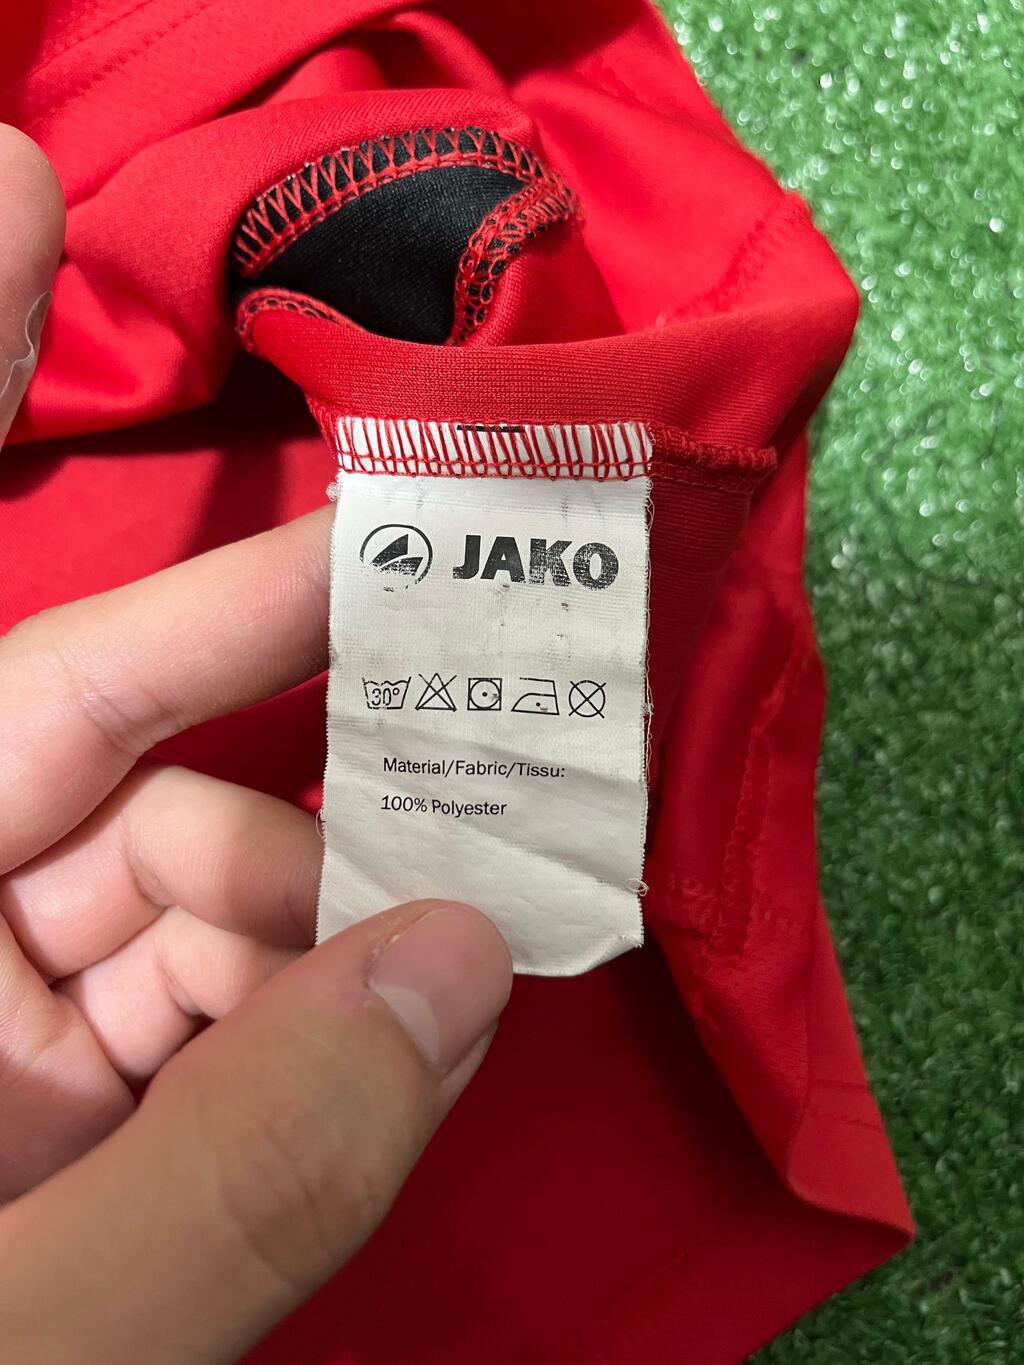 JAKO
30°
Material/Fabric/Tissu:
100% Polyester